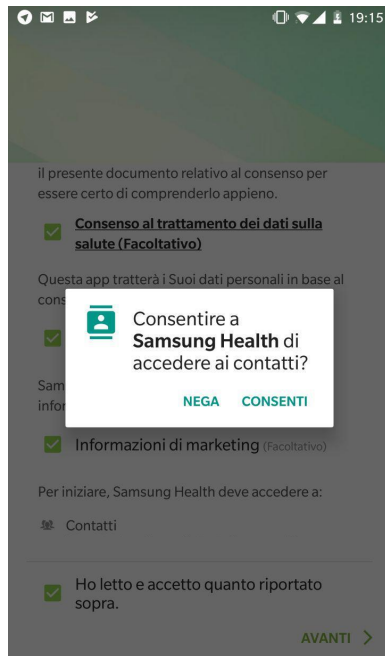 19:15
il presente documento relativo al consenso per
essere certo di comprenderlo appieno.
Consenso al trattamento dei dati sulla
salute (Facoltativo)
Questa app tratterà i Suoi dati personali in base al
cons
Consentire a
Samsung Health di
accedere ai contatti?
Sam
infor
NEGA CONSENTI
Informazioni di marketing (Facoltativo)
Per iniziare, Samsung Health deve accedere a:
Contatti
Ho letto e accetto quanto riportato
sopra.
AVANTI